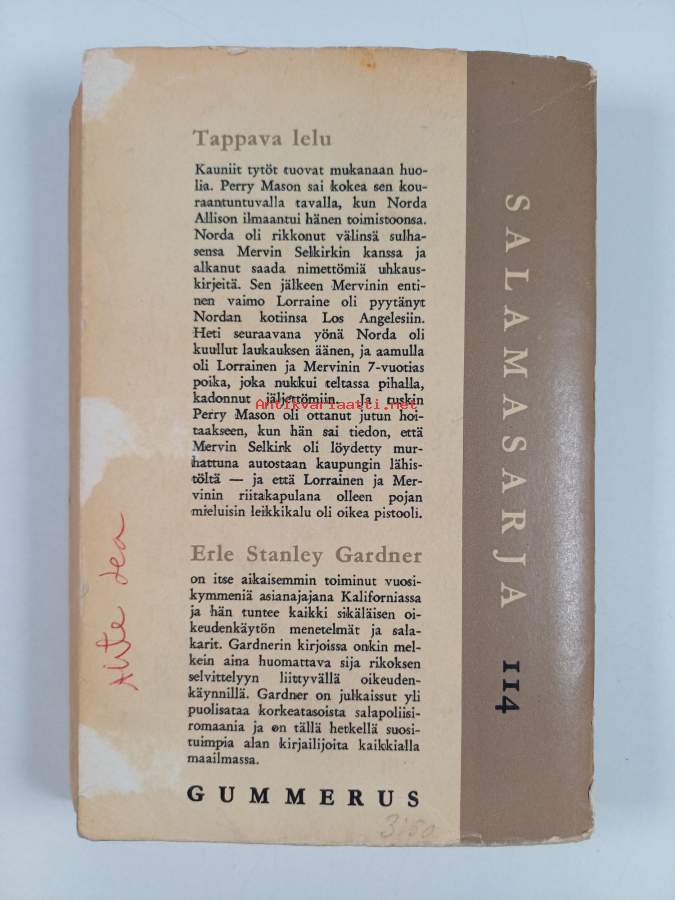 Tappava lelu
Kauniit tytöt tuovat mukanaan huo-
lia. Perry Mason sai kokea sen kou-
raantuntuvalla tavalla, kun Norda
Allison ilmaantui hänen toimistoonsa.
Norda oli rikkonut välinsä sulha-
sensa Mervin Selkirkin kanssa ja
alkanut saada nimettömiä uhkaus-
kirjeitä. Sen jälkeen Mervinin enti-
nen vaimo Lorraine oli pyytänyt
Nordan kotiinsa Los Angelesiin.
Heti seuraavana yönä Norda oli
kuullut laukauksen äänen, ja aamulla
oli Lorrainen ja Mervinin 7-vuotias
poika, joka nukkui teltassa pihalla,
kadonnut jäljettömiin. Ja tuskin
Antikvariaatti.net
Perry Mason oli ottanut jutun hoi-
taakseen, kun hän sai tiedon, että
Mervin Selkirk oli löydetty mur-
hattuna autostaan kaupungin lähis-
töltä — ja että Lorrainen ja Mer-
vinin riitakapulana olleen pojan
mieluisin leikkikalu oli oikea pistooli.
Erle Stanley Gardner
on itse aikaisemmin toiminut vuosi-
kymmeniä asianajajana Kaliforniassa
ja hän tuntee kaikki sikäläisen oi-
keudenkäytön menetelmät ja sala-
karit. Gardnerin kirjoissa onkin mel-
kein aina huomattava sija rikoksen
selvittelyyn liittyvällä oikeuden-
käynnillä. Gardner on julkaissut yli
puolisataa korkeatasoista salapoliisi-
romaania ja on tällä hetkellä suosi-
tuimpia alan kirjailijoita kaikkialla
maailmassa.
GUMMERUS
3:50
SALAMASARJA 114